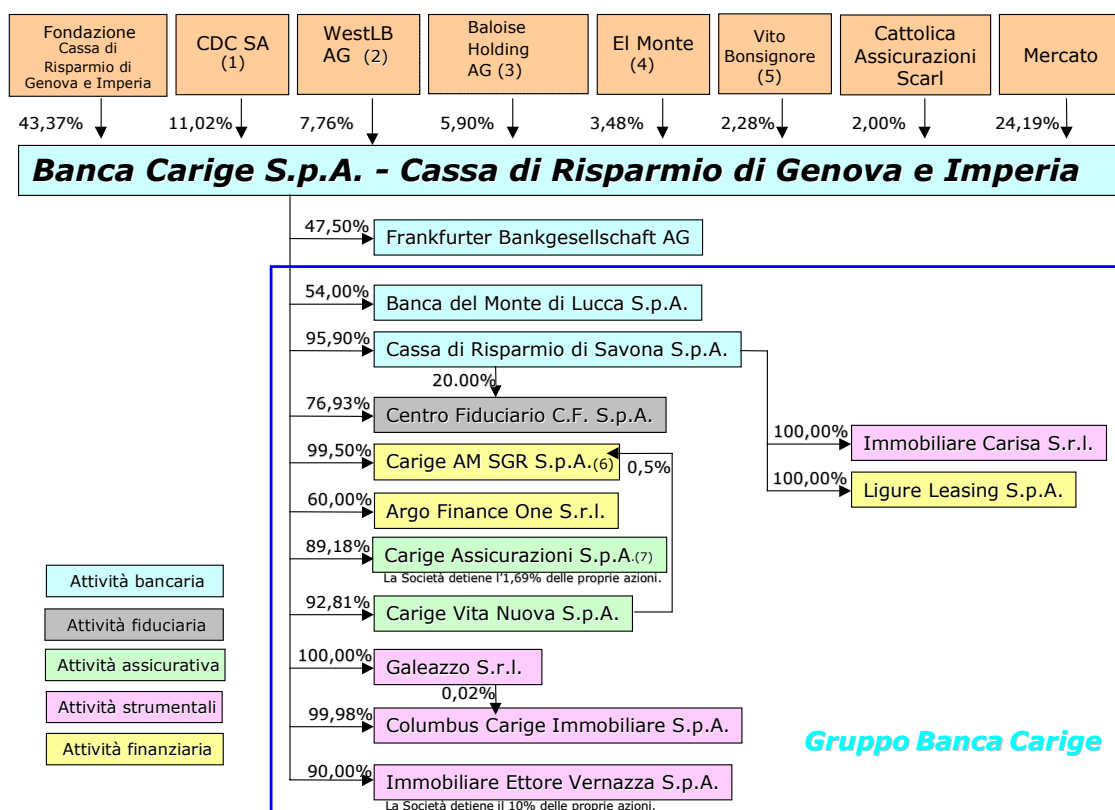 Fondazione
Cassa di
Risparmio di
Genova e Imperia
CDC SA
(1)
WestLB
AG (2)
Baloise
Holding
AG (3)
El Monte
(4)
Vito
Bonsignore
(5)
Cattolica
Assicurazioni
Scarl
Mercato
43,37%
11,02%
7,76%
5,90%
3,48%
2,28%
2,00%
24,19%
Banca Carige S.p.A. - Cassa di Risparmio di Genova e Imperia
47,50%
Frankfurter Bankgesellschaft AG
54,00%
Banca del Monte di Lucca S.p.A.
95,90%
Cassa di Risparmio di Savona S.p.A.
20.00%
76,93%
Centro Fiduciario C.F. S.p.A.
100,00%
Immobiliare Carisa S.r.l.
99,50%
Carige AM SGR S.p.A.(6)
0,5%
100,00%
Ligure Leasing S.p.A.
60,00%
Argo Finance One S.r.l.
89,18%
Carige Assicurazioni S.p.A.(7)
La Società detiene l'1,69% delle proprie azioni.
92,81%
Carige Vita Nuova S.p.A.
100,00%
Galeazzo S.r.l.
0,02%
99,98%
Columbus Carige Immobiliare S.p.A.
90,00%
Immobiliare Ettore Vernazza S.p.A.
La Società detiene il 10% delle proprie azioni.
Attività bancaria
Attività fiduciaria
Attività assicurativa
Attività strumentali
Attività finanziaria
Gruppo Banca Carige